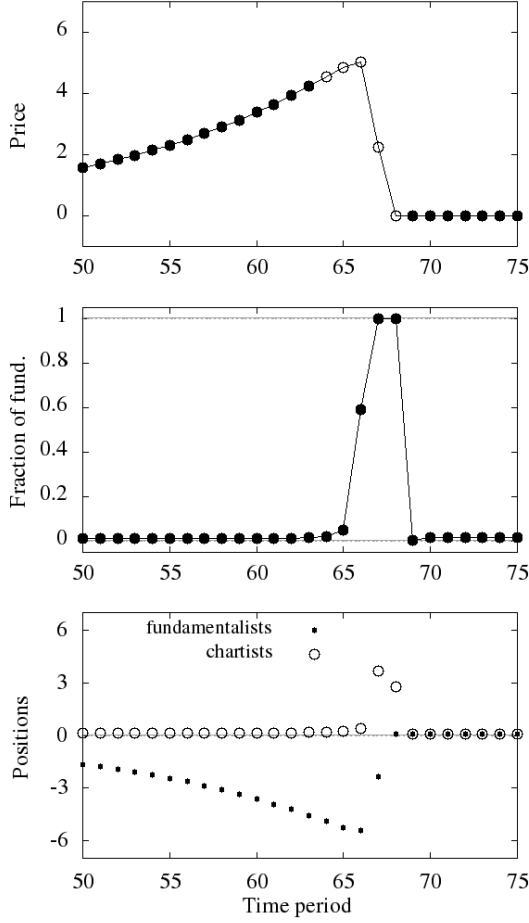 6
4
2
0
Price
50 55 60 65 70 75
1
0.8
0.6
0.4
0.2
0
Fraction of fund.
50 55 60 65 70 75
6
3
0
-3
-6
Positions
fundamentalists
chartists
50 55 60 65 70 75
Time period